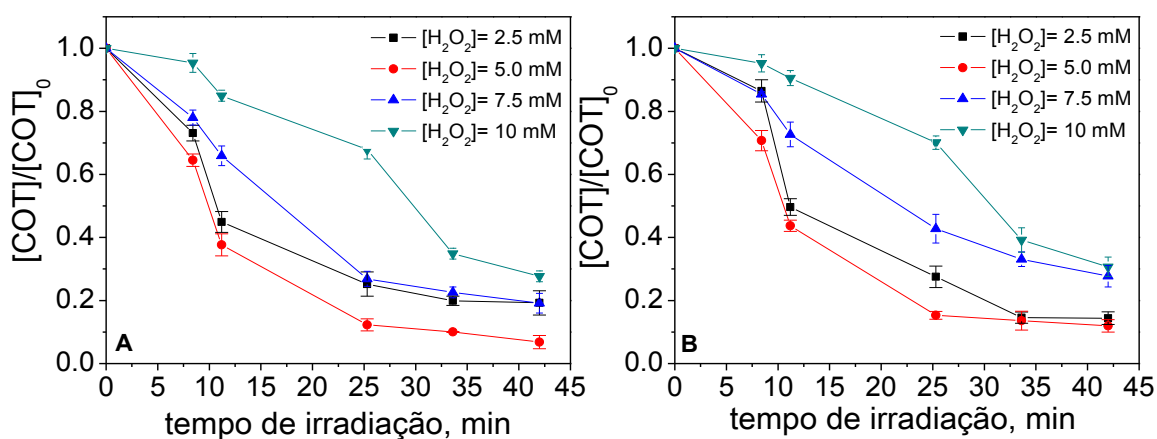 [COT]/[COT]₀
1.0
0.8
0.6
0.4
0.2
0.0
[H₂O₂]= 2.5 mM
[H₂O₂]= 5.0 mM
[H₂O₂]= 7.5 mM
[H₂O₂]= 10 mM
A
0 5 10 15 20 25 30 35 40 45
tempo de irradiação, min
[COT]/[COT]₀
1.0
0.8
0.6
0.4
0.2
0.0
[H₂O₂]= 2.5 mM
[H₂O₂]= 5.0 mM
[H₂O₂]= 7.5 mM
[H₂O₂]= 10 mM
B
0 5 10 15 20 25 30 35 40 45
tempo de irradiação, min